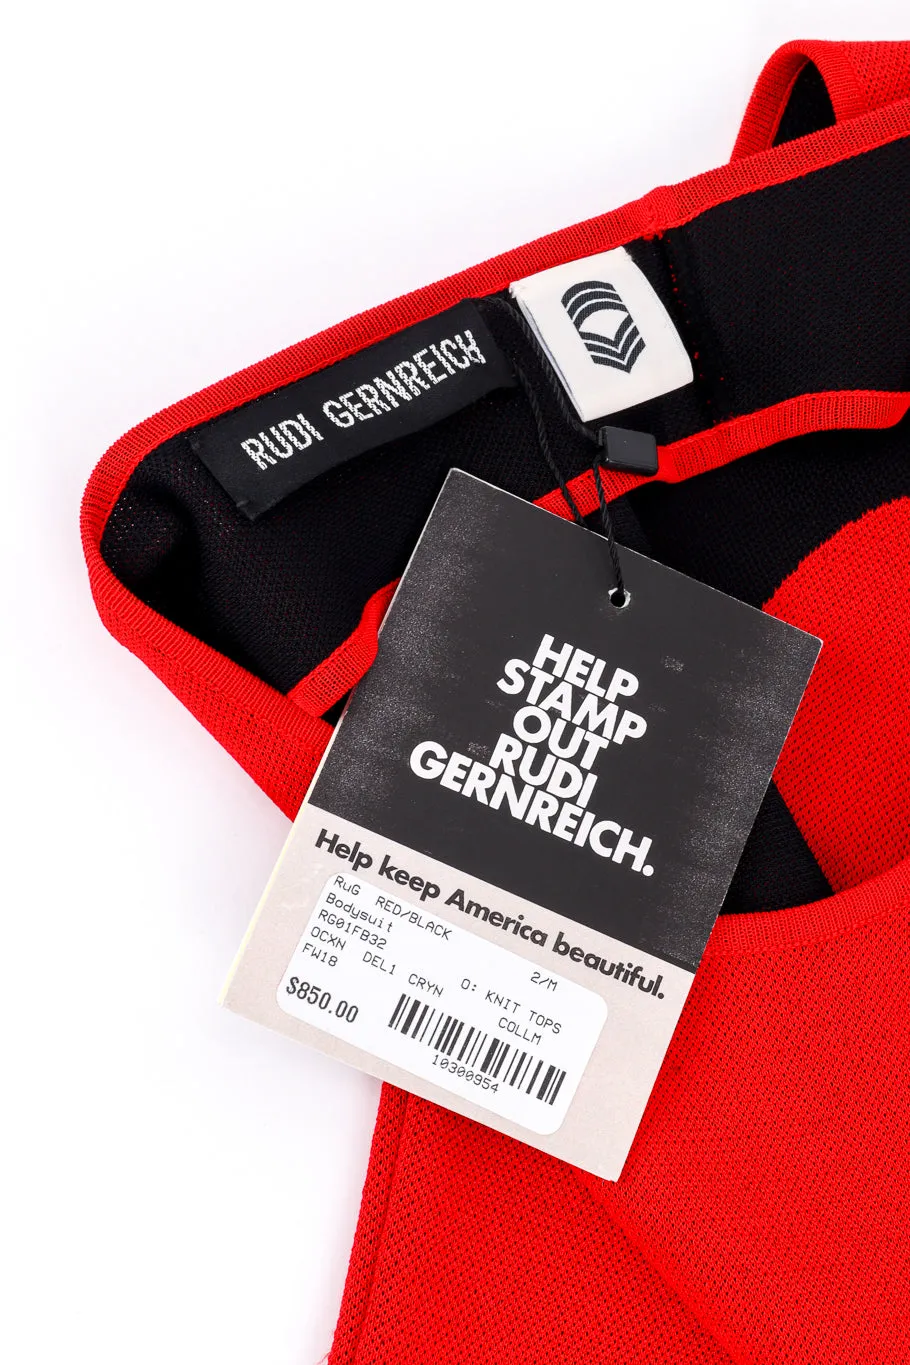 RUDI GERNREICH
HELP
STAMP
OUT
RUDI
GERNREICH.
Help keep America beautiful.
RuG RED/BLACK
Bodysuit
RG01FB32 2/M
OCXN DEL1 O: KNIT TOPS
FW18 CRYN COLLM
$850.00
10300954